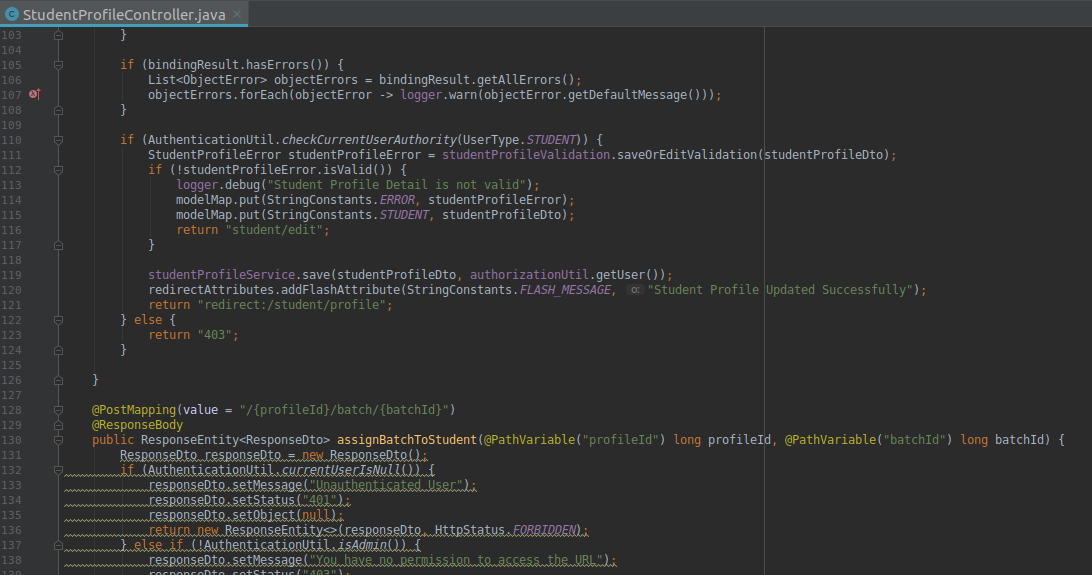 StudentProfileController.java
103 }
104
105 if (bindingResult.hasErrors()) {
106 List<ObjectError> objectErrors = bindingResult.getAllErrors();
107 objectErrors.forEach(objectError -> logger.warn(objectError.getDefaultMessage()));
108 }
109
110 if (AuthenticationUtil.checkCurrentUserAuthority(UserType.STUDENT)) {
111 StudentProfileError studentProfileError = studentProfileValidation.saveOrEditValidation(studentProfileDto);
112 if (!studentProfileError.isValid()) {
113 logger.debug("Student Profile Detail is not valid");
114 modelMap.put(StringConstants.ERROR, studentProfileError);
115 modelMap.put(StringConstants.STUDENT, studentProfileDto);
116 return "student/edit";
117 }
118
119 studentProfileService.save(studentProfileDto, authorizationUtil.getUser());
120 redirectAttributes.addFlashAttribute(StringConstants.FLASH_MESSAGE, o: "Student Profile Updated Successfully");
121 return "redirect:/student/profile";
122 } else {
123 return "403";
124 }
125
126 }
127
128 @PostMapping(value = "/{profileId}/batch/{batchId}")
129 @ResponseBody
130 public ResponseEntity<ResponseDto> assignBatchToStudent(@PathVariable("profileId") long profileId, @PathVariable("batchId") long batchId) {
131 ResponseDto responseDto = new ResponseDto();
132 if (AuthenticationUtil.currentUserIsNull()) {
133 responseDto.setMessage("Unauthenticated User");
134 responseDto.setStatus("401");
135 responseDto.setObject(null);
136 return new ResponseEntity<>(responseDto, HttpStatus.FORBIDDEN);
137 } else if (!AuthenticationUtil.isAdmin()) {
138 responseDto.setMessage("You have no permission to access the URL");
139 responseDto.setStatus("403");